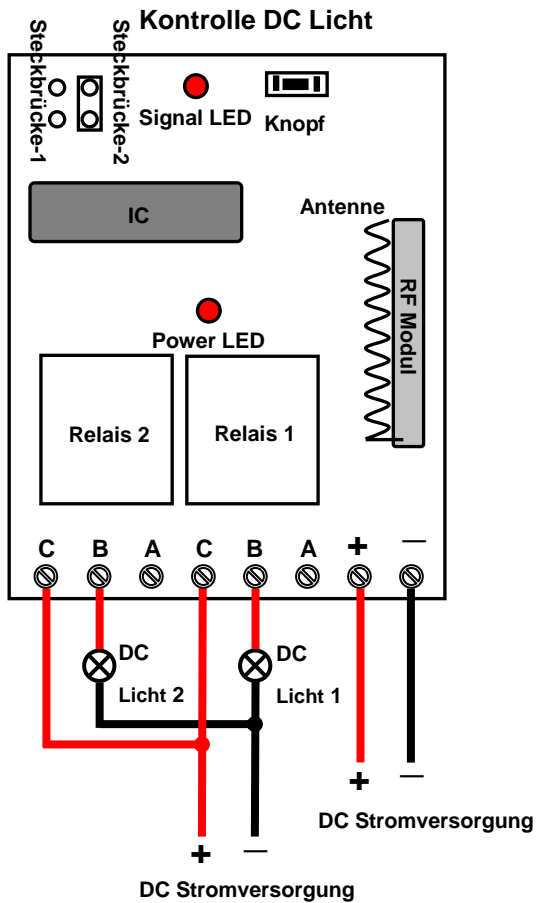 Kontrolle DC Licht
Steckbrücke-1
Steckbrücke-2
Signal LED
Knopf
IC
Antenne
RF Modul
Power LED
Relais 2
Relais 1
C B A C B A + —
DC
Licht 2
DC
Licht 1
+ —
DC Stromversorgung
+ —
DC Stromversorgung